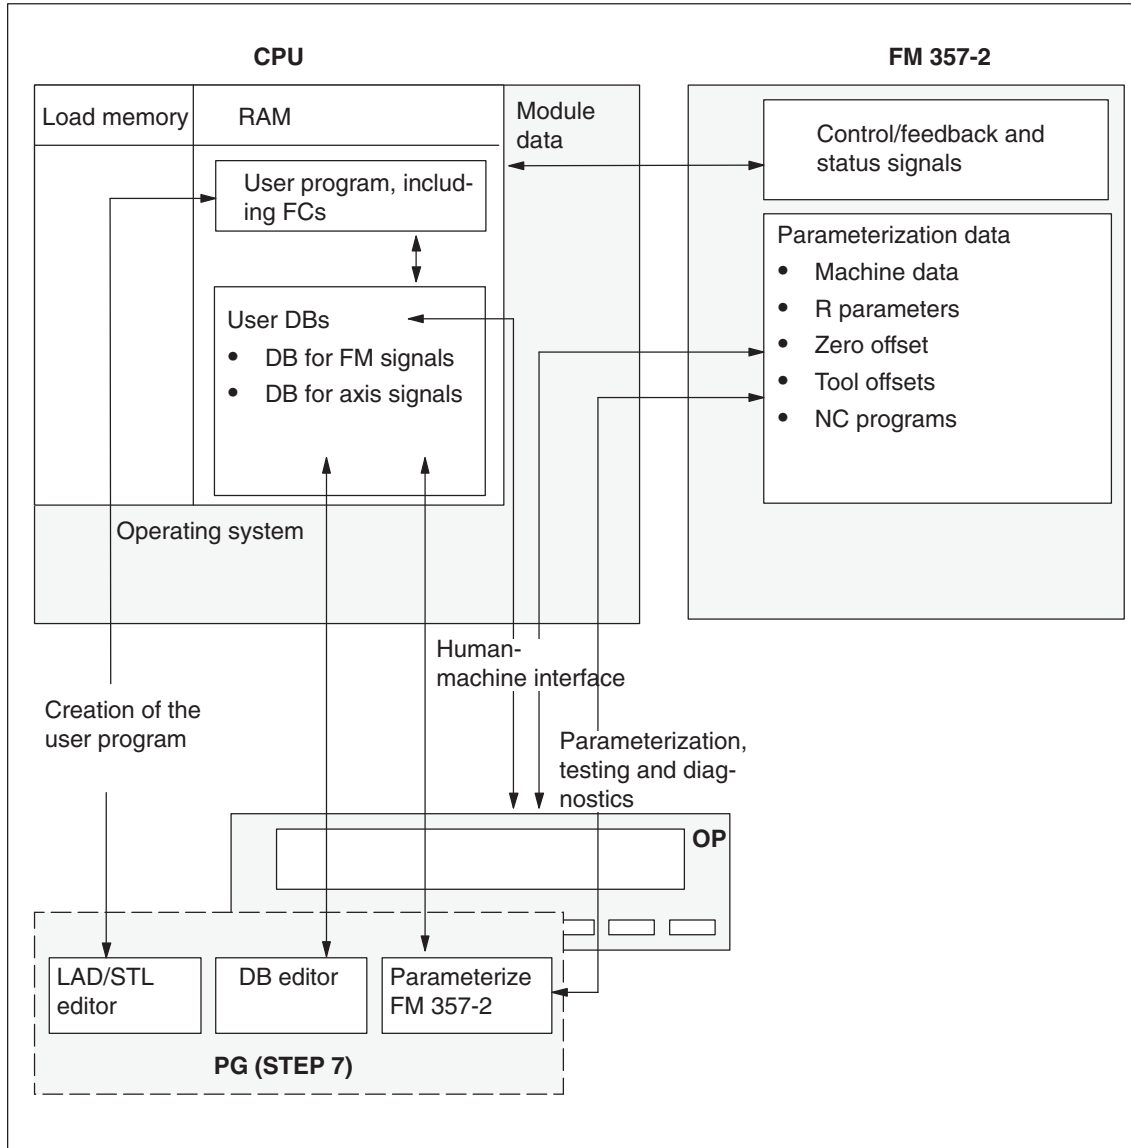 CPU
FM 357-2
Load memory
RAM
Module
data
Control/feedback and
status signals
User program, includ-
ing FCs
Parameterization data
• Machine data
• R parameters
• Zero offset
• Tool offsets
• NC programs
User DBs
• DB for FM signals
• DB for axis signals
Operating system
Human-
machine interface
Creation of the
user program
Parameterization,
testing and diag-
nostics
OP
LAD/STL
editor
DB editor
Parameterize
FM 357-2
PG (STEP 7)